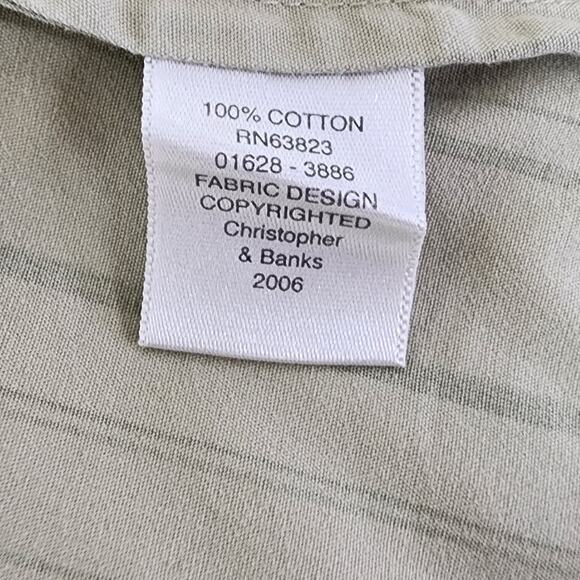 100% COTTON
RN63823
01628 - 3886
FABRIC DESIGN
COPYRIGHTED
Christopher
& Banks
2006